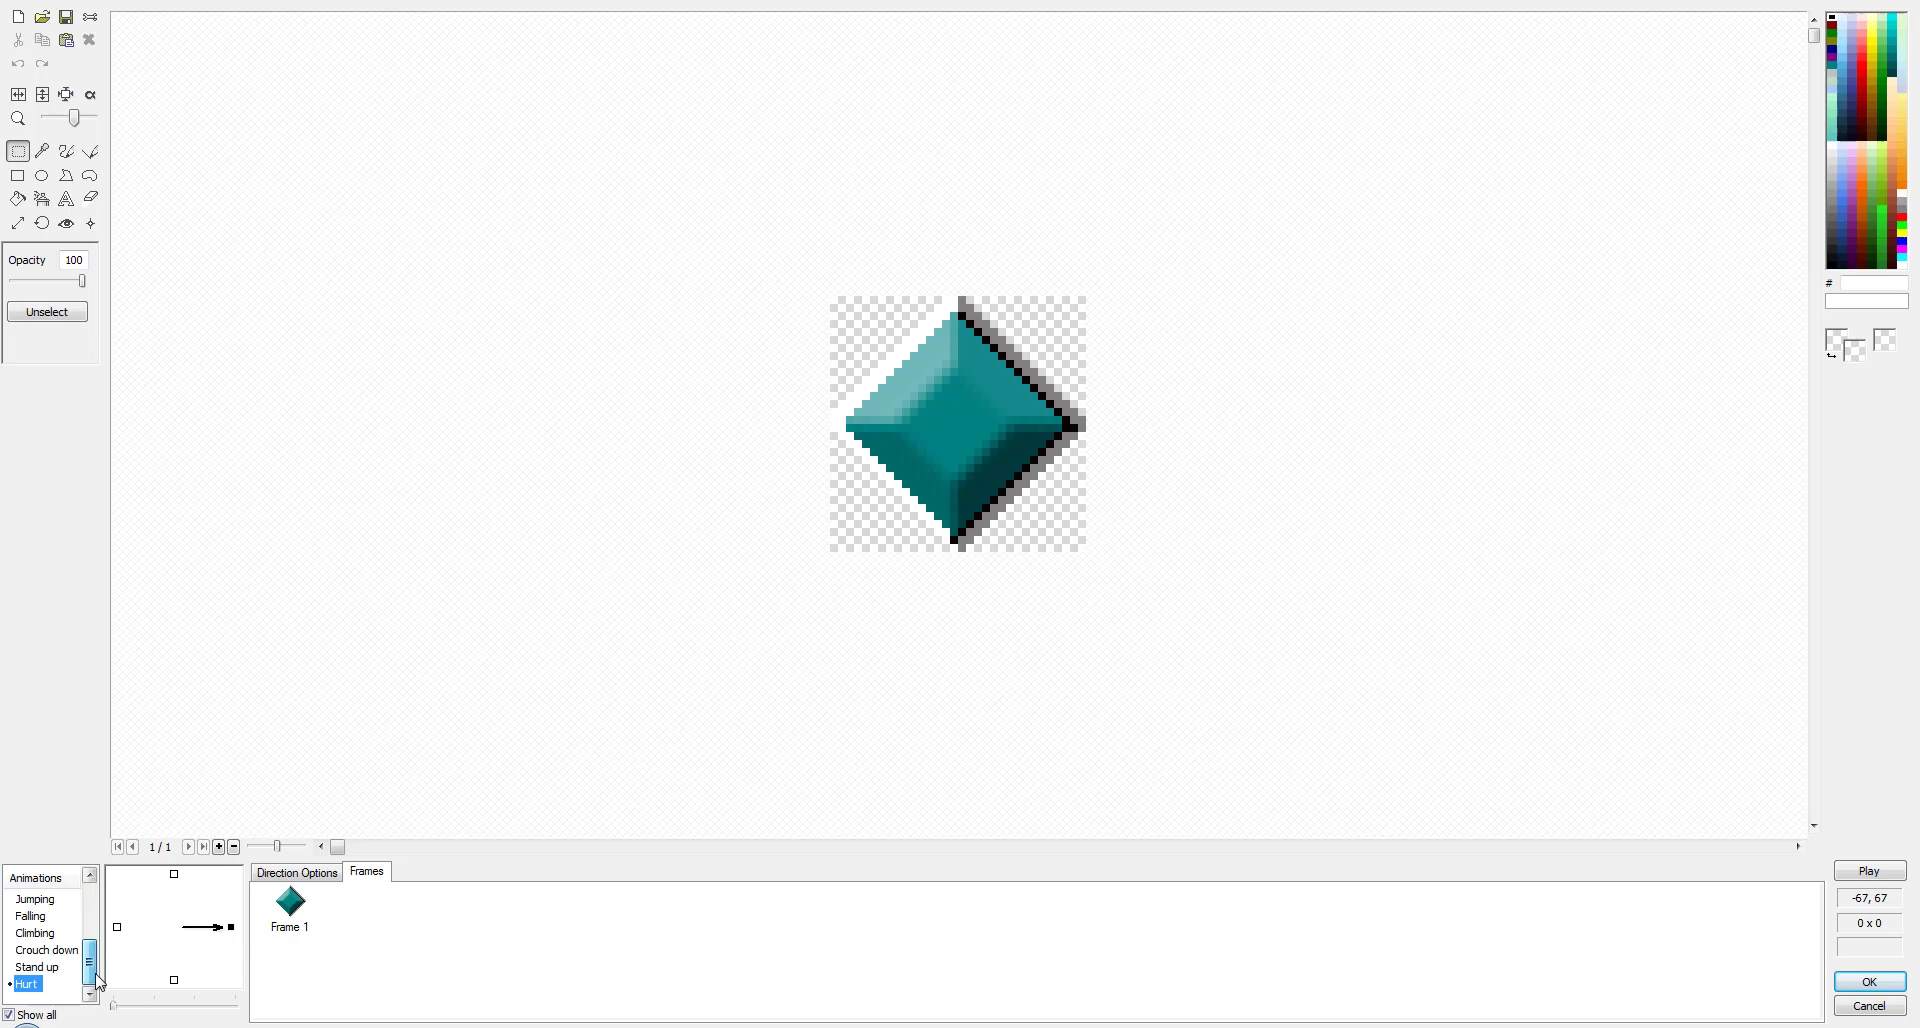 Opacity 100
Unselect
#
1 / 1
Animations
Jumping
Falling
Climbing
Crouch down
Stand up
Hurt
Show all
Direction Options Frames
Frame 1
Play
-67, 67
0 x 0
OK
Cancel